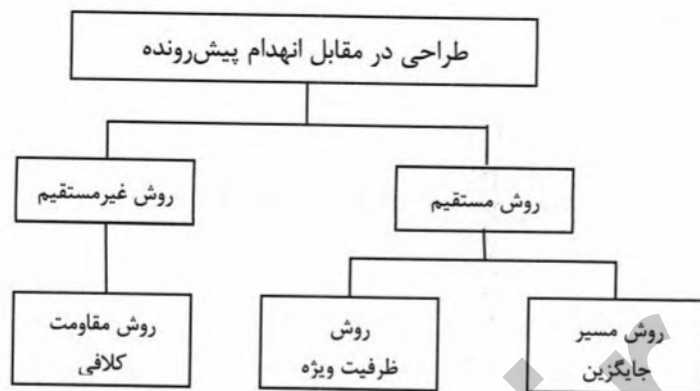 طراحی در مقابل انهدام پیش‌رونده
روش مستقیم
روش غیرمستقیم
روش مسیر
جایگزین
روش
ظرفیت ویژه
روش مقاومت
کلافی